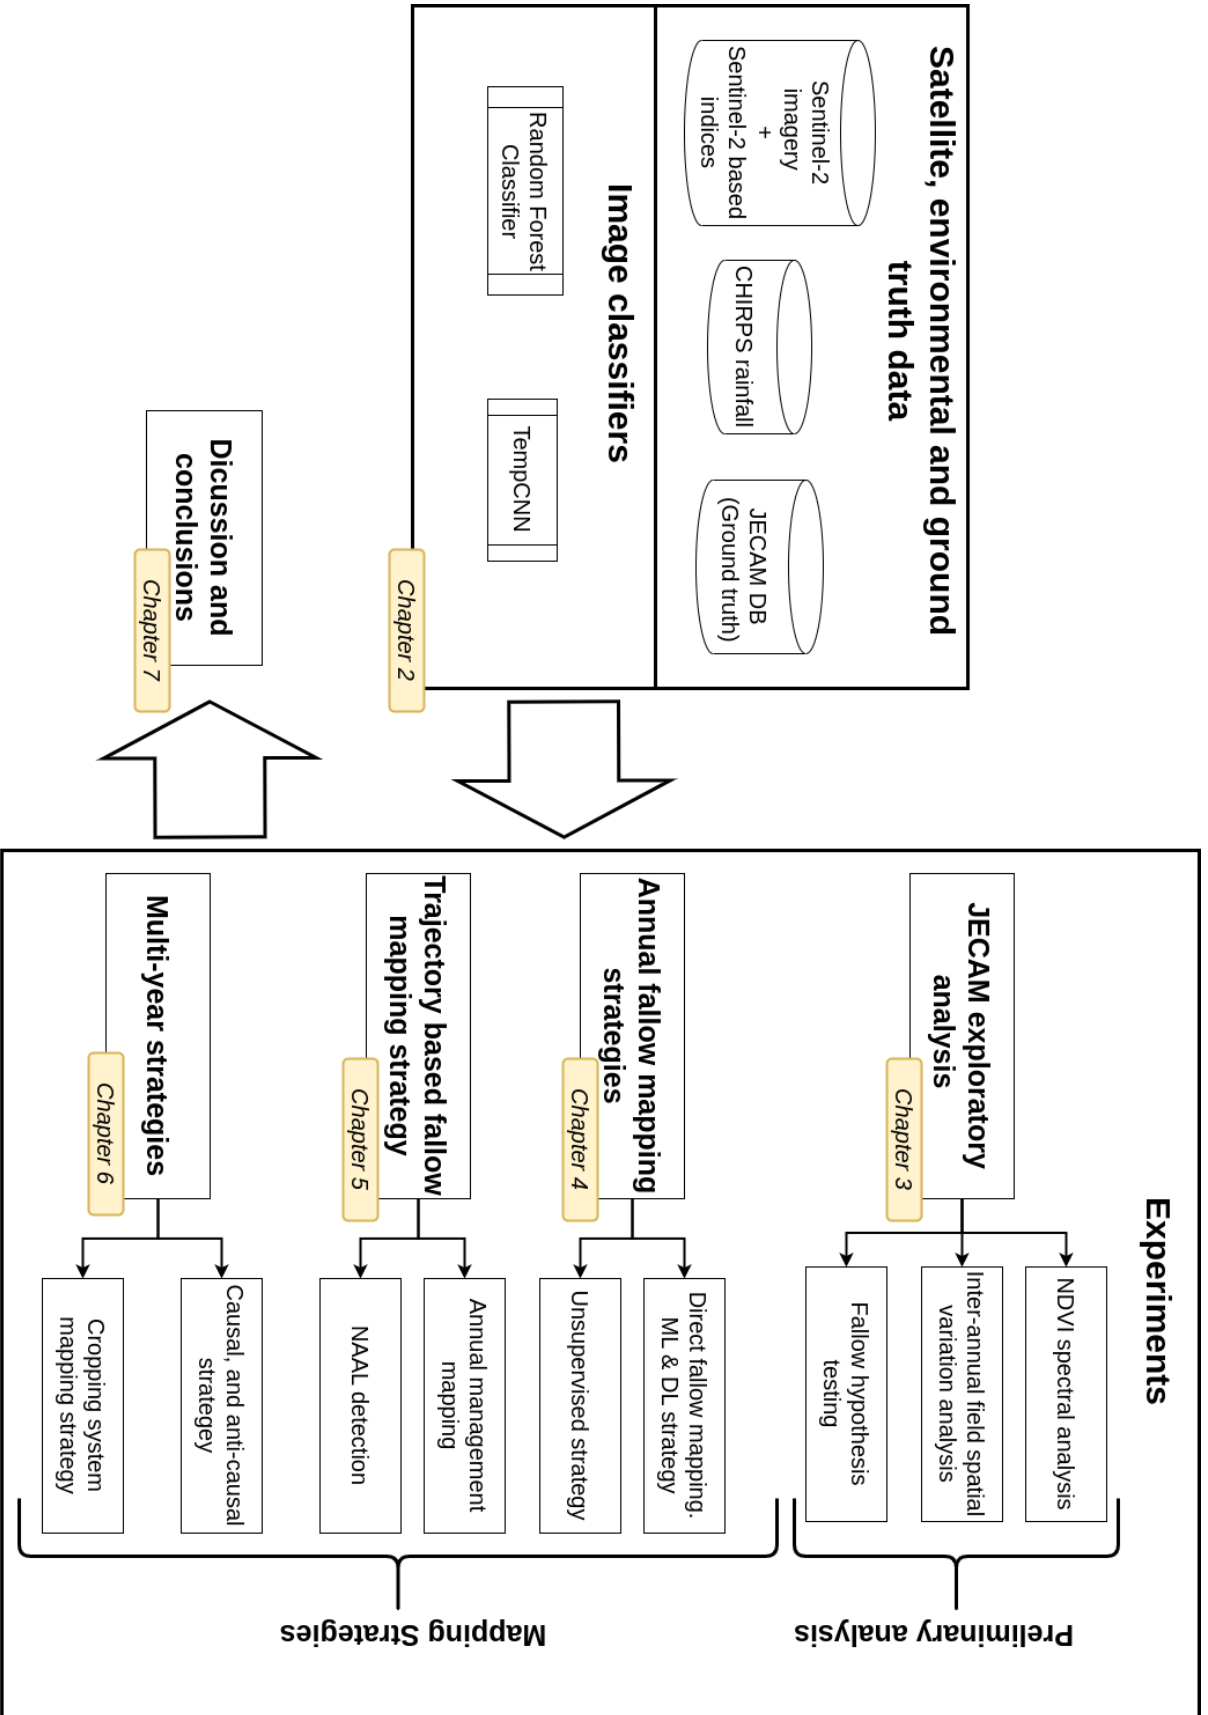 Satellite, environmental and ground
truth data
Sentinel-2
imagery
+
Sentinel-2 based
indices
CHIRPS rainfall
JECAM DB
(Ground truth)
Image classifiers
Random Forest
Classifier
TempCNN
Chapter 2
Experiments
JECAM exploratory
analysis
Chapter 3
NDVI spectral analysis
Inter-annual field spatial
variation analysis
Fallow hypothesis
testing
Preliminary analysis
Annual fallow mapping
strategies
Chapter 4
Direct fallow mapping.
ML & DL strategy
Unsupervised strategy
Trajectory based fallow
mapping strategy
Chapter 5
Annual management
mapping
NAAL detection
Multi-year strategies
Chapter 6
Causal, and anti-causal
strategey
Cropping system
mapping strategy
Mapping Strategies
Dicussion and
conclusions
Chapter 7